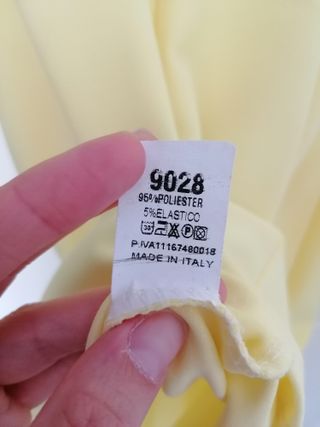 9028
95%POLIESTER
5%ELASTICO
P.IVA11167480018
MADE IN ITALY